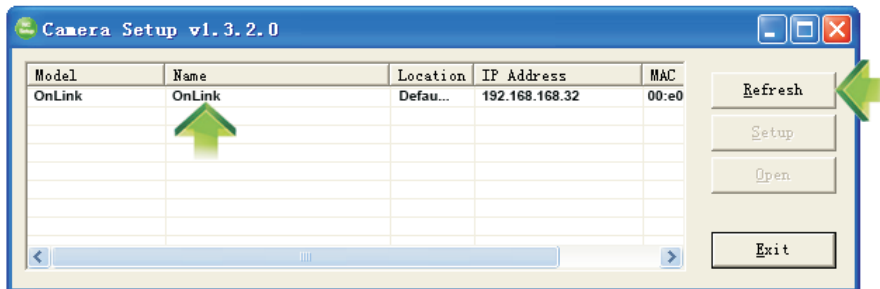 Camera Setup v1.3.2.0
Model Name Location IP Address MAC
OnLink OnLink Defau... 192.168.168.32 00:e0
Refresh
Setup
Open
Exit